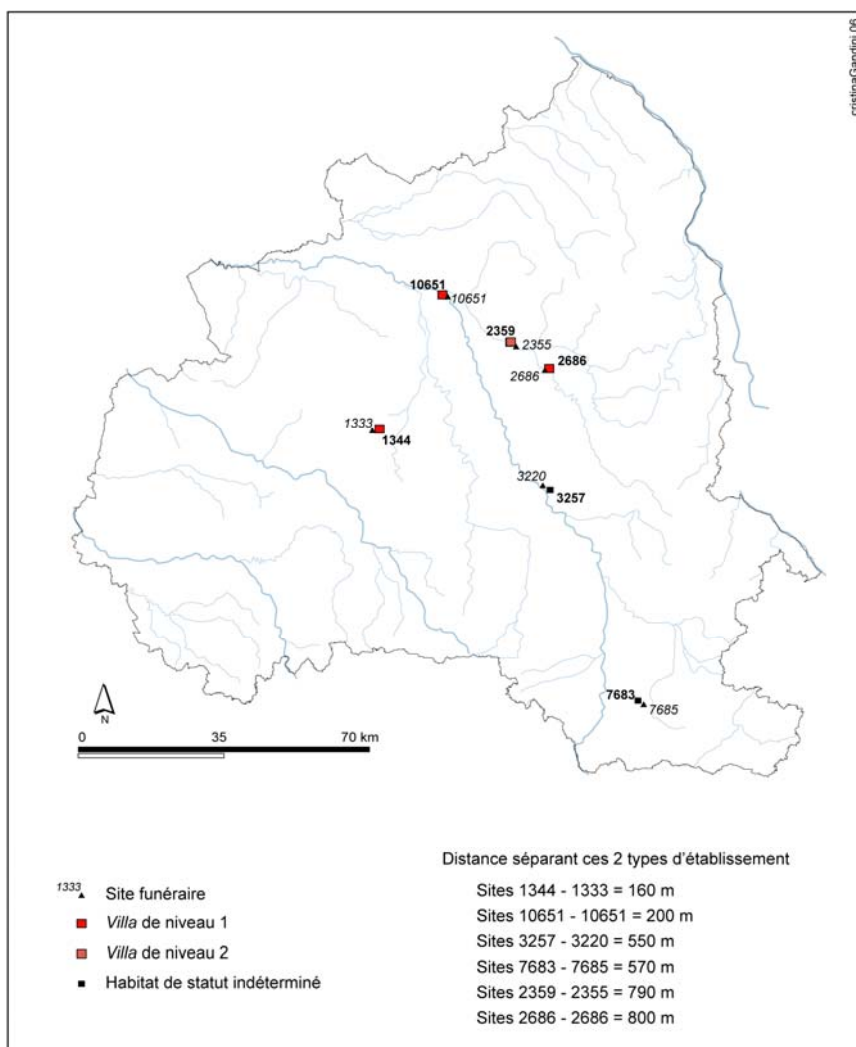 cristinaGandini 06
10651
10651
2359
2355
2686
2686
1333
1344
3220
3257
7683
7685
N
0 35 70 km
Distance séparant ces 2 types d'établissement
1333 Site funéraire
Villa de niveau 1
Villa de niveau 2
Habitat de statut indéterminé
Sites 1344 - 1333 = 160 m
Sites 10651 - 10651 = 200 m
Sites 3257 - 3220 = 550 m
Sites 7683 - 7685 = 570 m
Sites 2359 - 2355 = 790 m
Sites 2686 - 2686 = 800 m